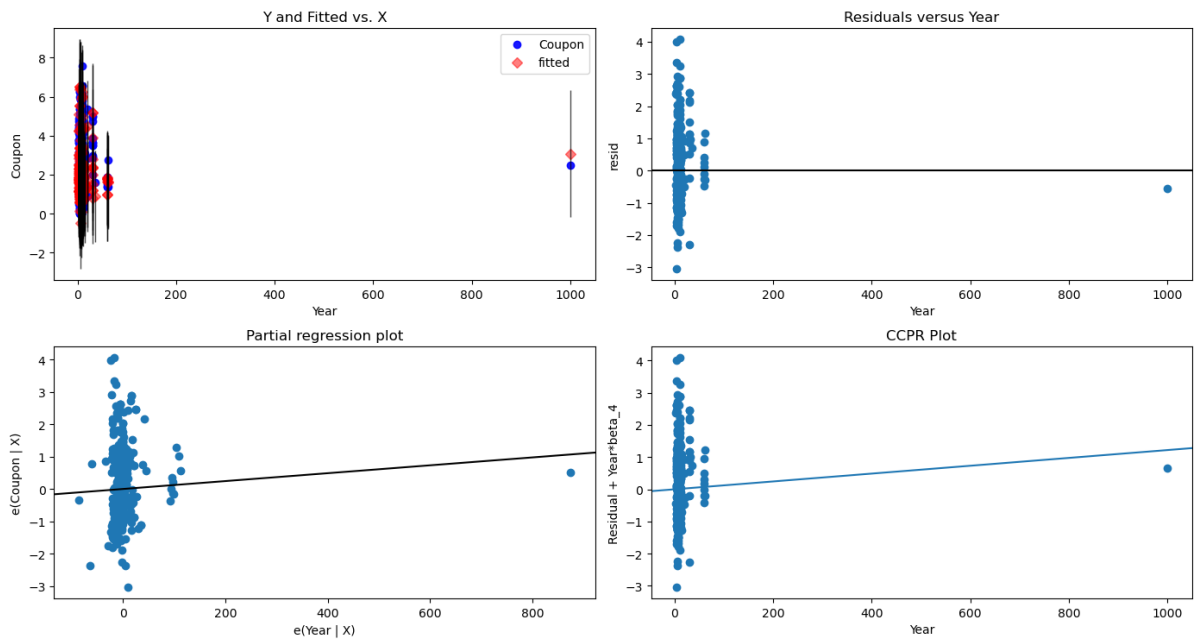 Y and Fitted vs. X
Coupon
8
6
4
2
0
−2
0 200 400 600 800 1000
Year
Coupon
fitted
Residuals versus Year
resid
4
3
2
1
0
−1
−2
−3
0 200 400 600 800 1000
Year
Partial regression plot
e(Coupon | X)
4
3
2
1
0
−1
−2
−3
0 200 400 600 800
e(Year | X)
CCPR Plot
Residual + Year*beta_4
4
3
2
1
0
−1
−2
−3
0 200 400 600 800 1000
Year